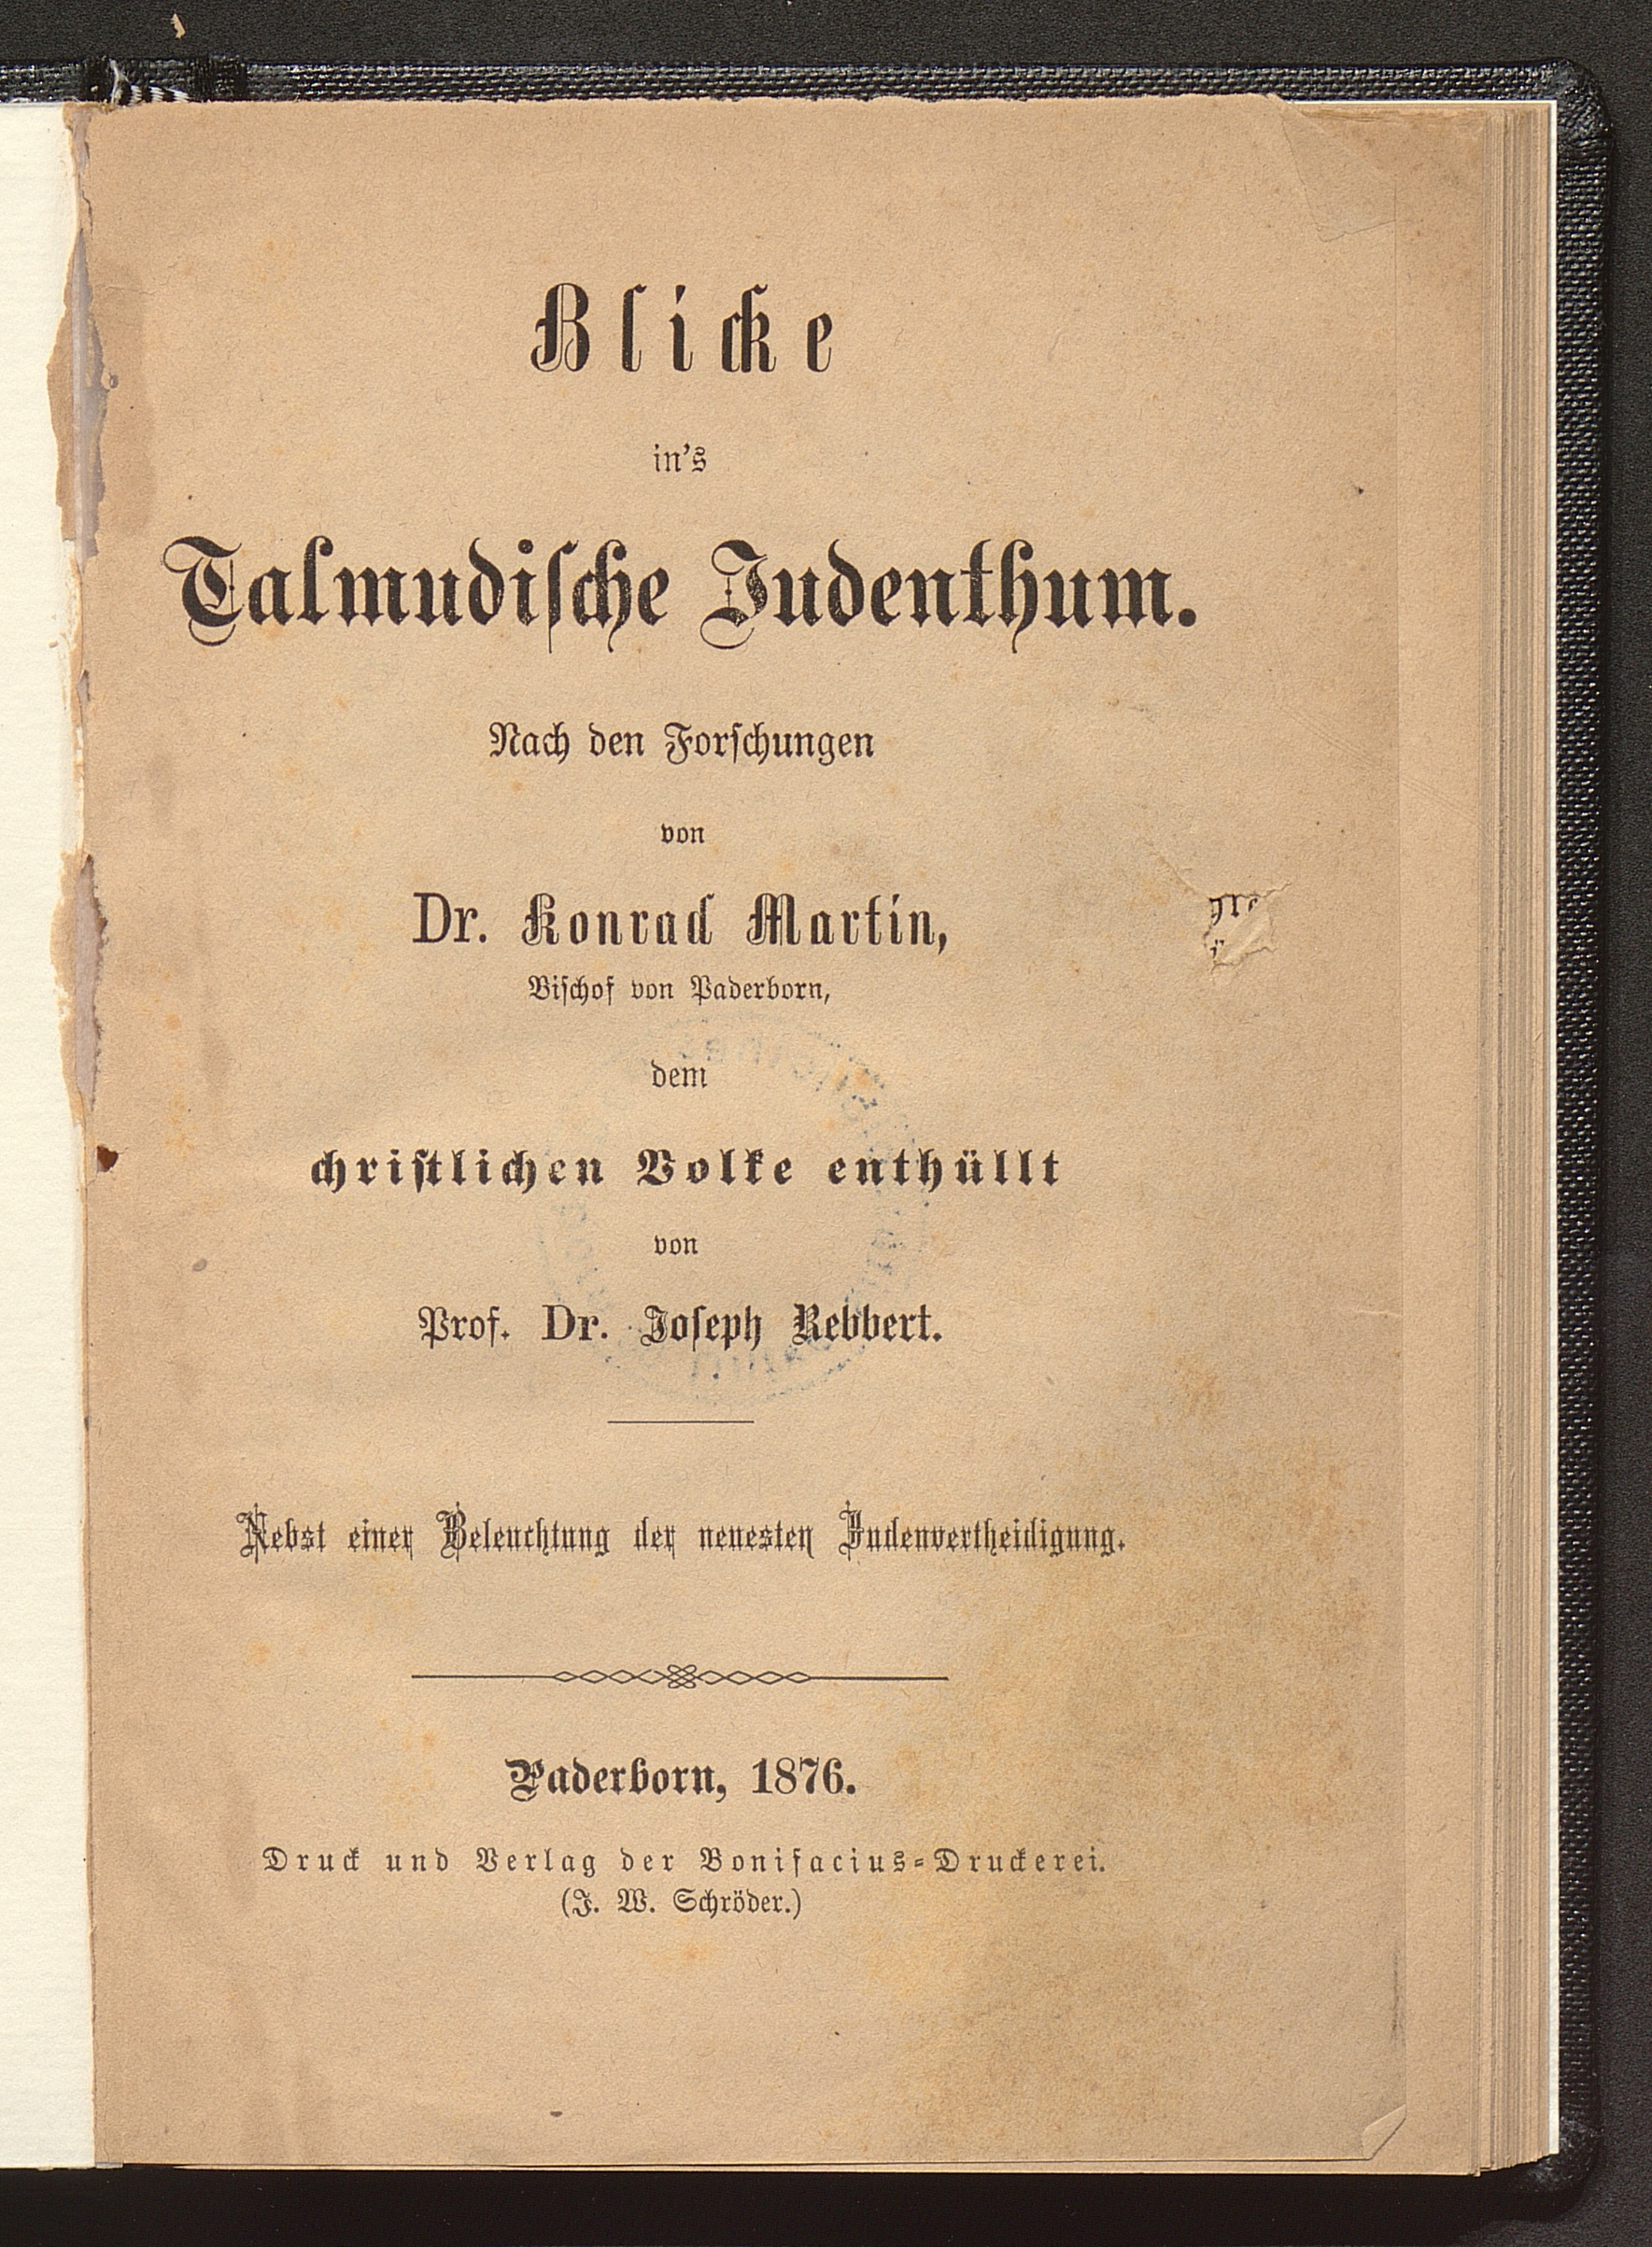 Blicke
in's
Talmudische Judenthum.
Nach den Forschungen
von
Dr. Konrad Martin,
Bischof von Paderborn,
dem
christlichen Volke enthüllt
von
Prof. Dr. Joseph Rebbert.
Nebst einer Beleuchtung der neuesten Judenvertheidigung.
Paderborn, 1876.
Druck und Verlag der Bonifacius-Druckerei.
(J. W. Schröder.)